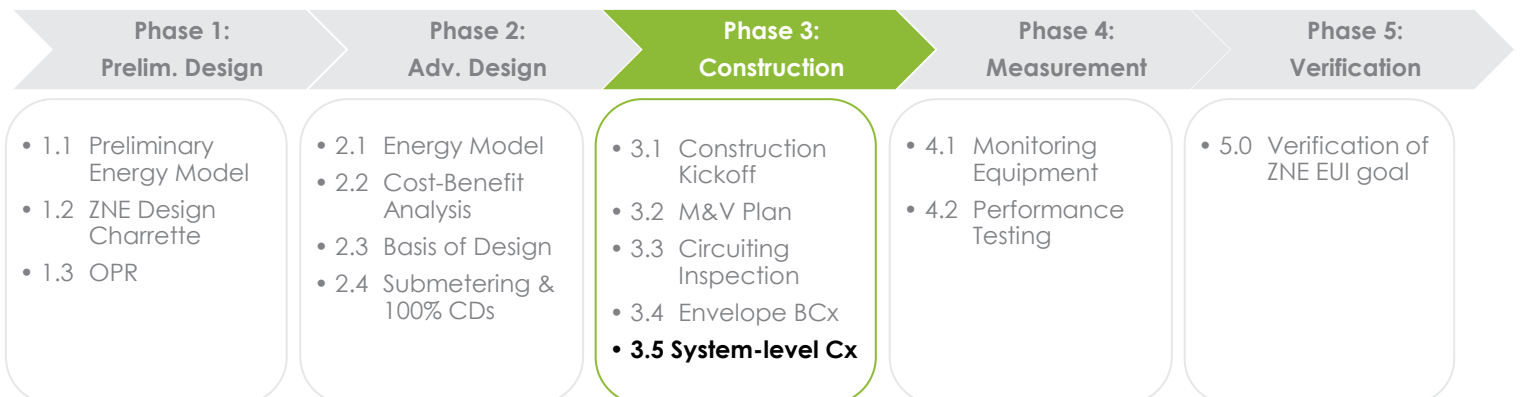 Phase 1:
Prelim. Design
Phase 2:
Adv. Design
Phase 3:
Construction
Phase 4:
Measurement
Phase 5:
Verification
• 1.1 Preliminary
Energy Model
• 1.2 ZNE Design
Charrette
• 1.3 OPR
• 2.1 Energy Model
• 2.2 Cost-Benefit
Analysis
• 2.3 Basis of Design
• 2.4 Submetering &
100% CDs
• 3.1 Construction
Kickoff
• 3.2 M&V Plan
• 3.3 Circuiting
Inspection
• 3.4 Envelope BCx
• 3.5 System-level Cx
• 4.1 Monitoring
Equipment
• 4.2 Performance
Testing
• 5.0 Verification of
ZNE EUI goal